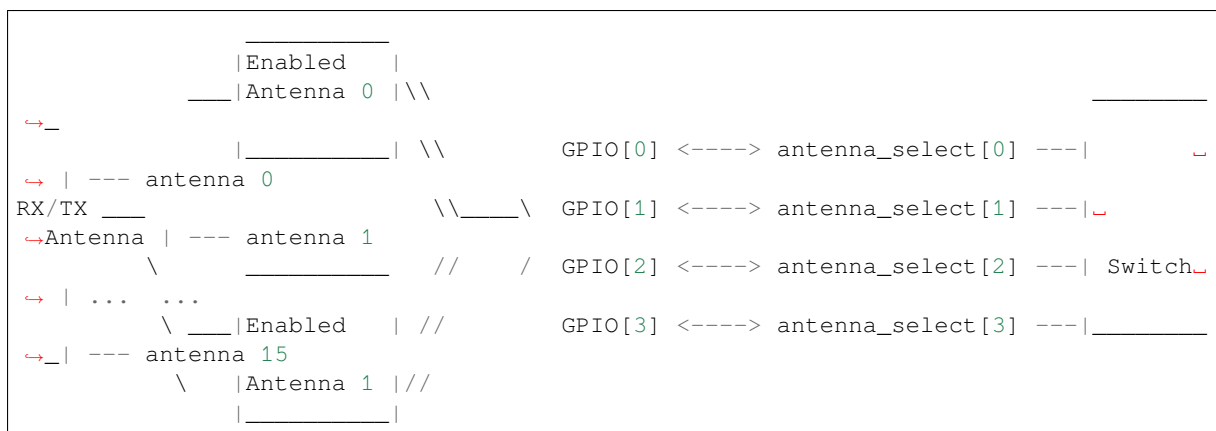 ___________
                   |Enabled   |
               ___|Antenna 0 |\\                                                       _________
↪_
                   |__________| \\         GPIO[0] <----> antenna_select[0] ---|        ␣
↪ | --- antenna 0
RX/TX ___                        \\____\  GPIO[1] <----> antenna_select[1] ---|␣
↪Antenna | --- antenna 1
          \        ___________   //    /  GPIO[2] <----> antenna_select[2] ---| Switch␣
↪ | ...  ...
           \ ___|Enabled   | //         GPIO[3] <----> antenna_select[3] ---|_________
↪_| --- antenna 15
            \    |Antenna 1 |//
                 |__________|